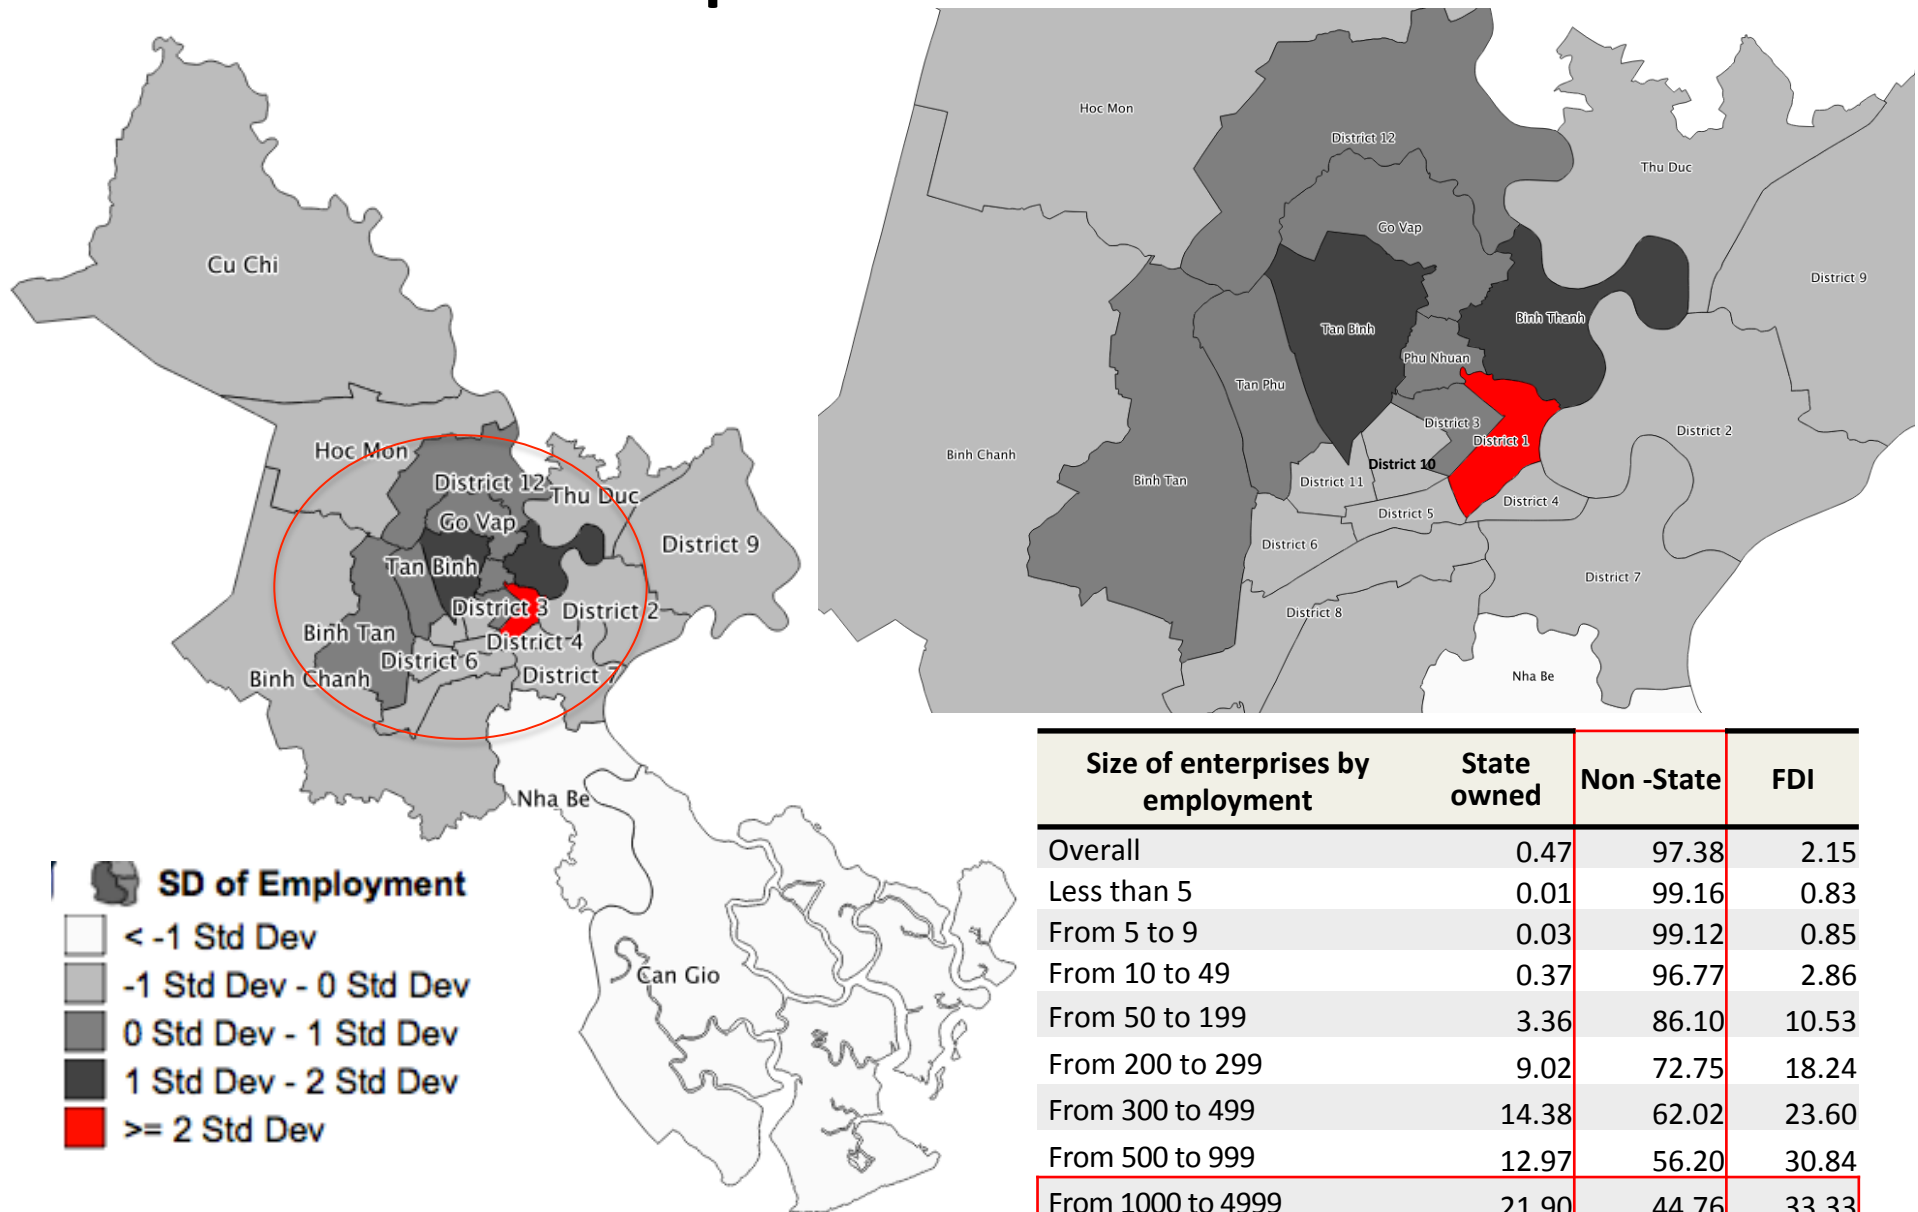 Cu Chi
Hoc Mon
District 12
Thu Duc
Go Vap
District 9
Tan Binh
District 3
District 2
Binh Tan
District 4
District 6
Binh Chanh
District 7
Nha Be
Can Gio
SD of Employment
< -1 Std Dev
-1 Std Dev - 0 Std Dev
0 Std Dev - 1 Std Dev
1 Std Dev - 2 Std Dev
>= 2 Std Dev
Hoc Mon
District 12
Thu Duc
Go Vap
District 9
Binh Thanh
Tan Binh
Phu Nhuan
Tan Phu
District 3
District 2
District 1
Binh Chanh
District 10
Binh Tan
District 11
District 4
District 5
District 6
District 7
District 8
Nha Be
Size of enterprises by employment State owned Non -State FDI
Overall 0.47 97.38 2.15
Less than 5 0.01 99.16 0.83
From 5 to 9 0.03 99.12 0.85
From 10 to 49 0.37 96.77 2.86
From 50 to 199 3.36 86.10 10.53
From 200 to 299 9.02 72.75 18.24
From 300 to 499 14.38 62.02 23.60
From 500 to 999 12.97 56.20 30.84
From 1000 to 4999 21.90 44.76 33.33